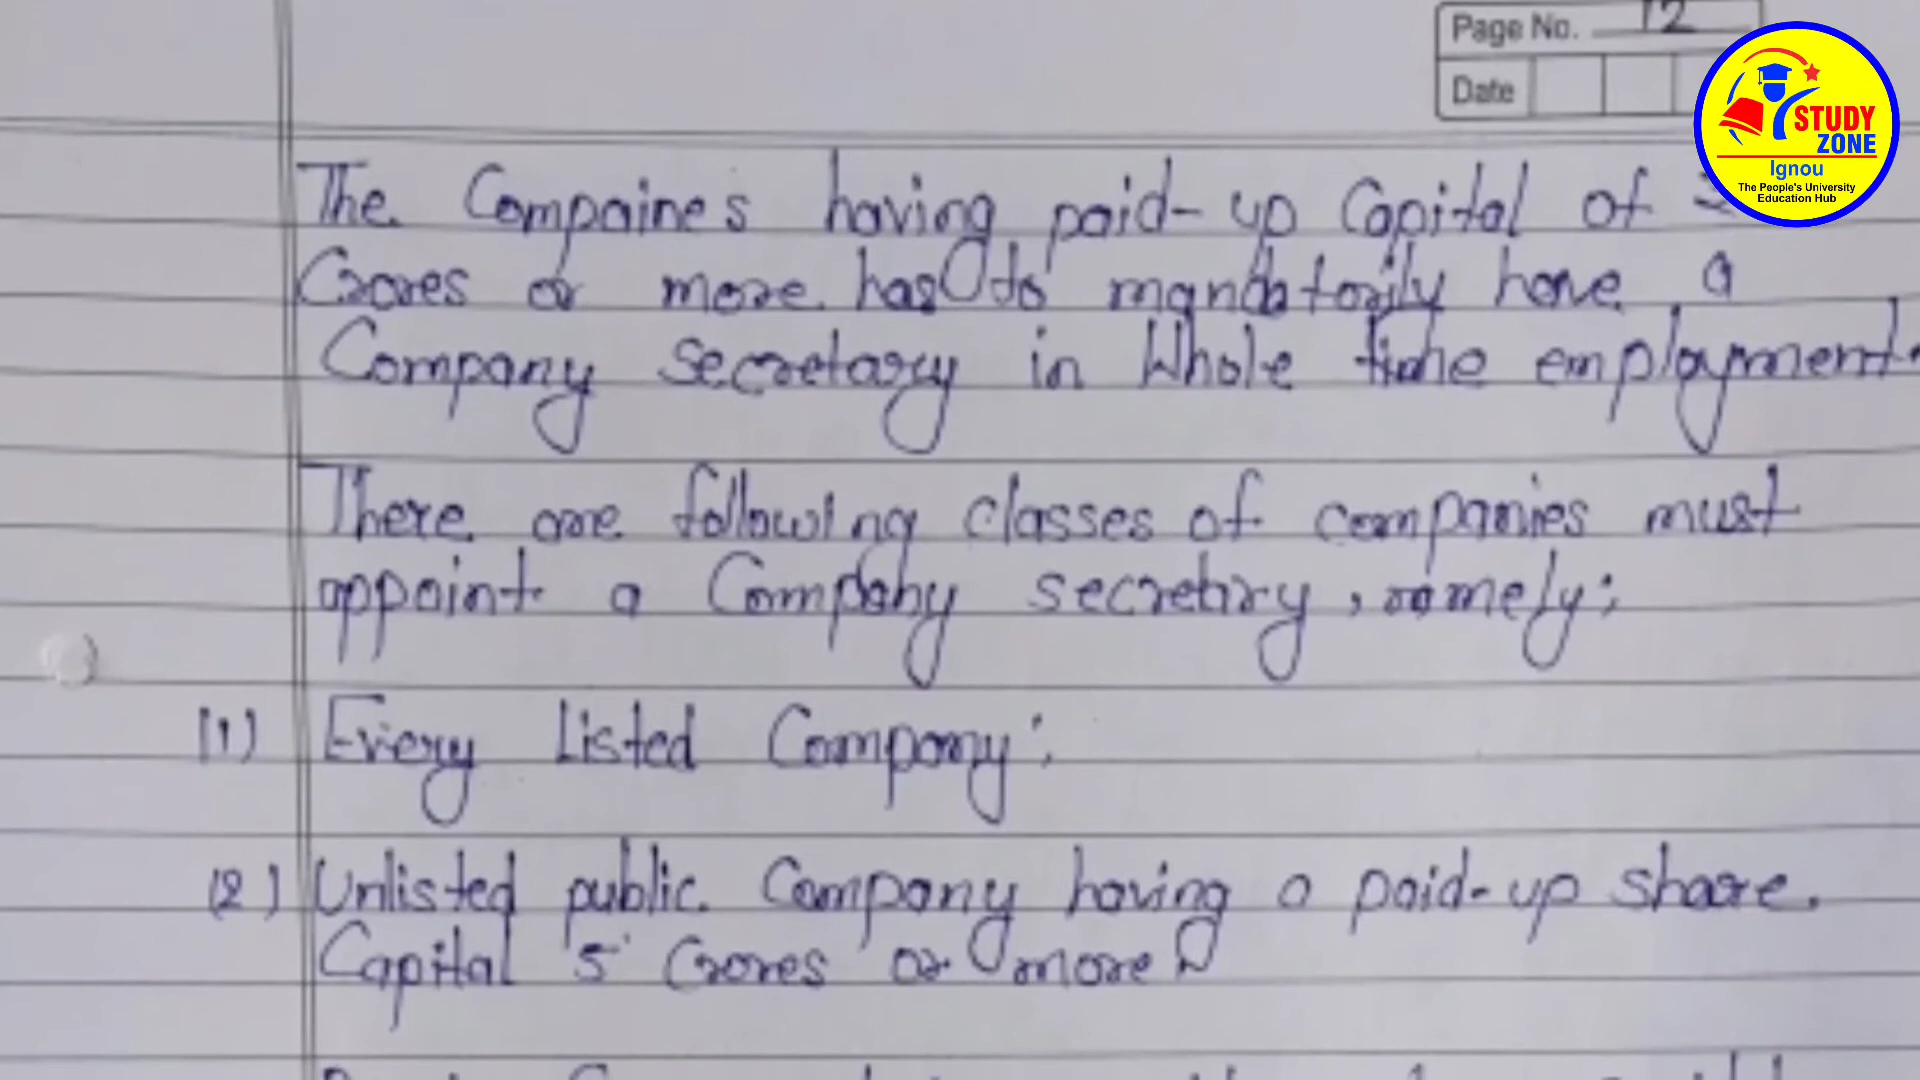 Page No. 12
Date
STUDY
ZONE
Ignou
The People's University
Education Hub
The Compaines having paid-up Capital of
Crores or more has to mandatorily have a
Company secretary in Whole time employment.
There are following classes of companies must
appoint a Company secretary, namely;
(1) Every Listed Company;
(2) Unlisted public Company having a paid-up share
Capital 5 Crores or more